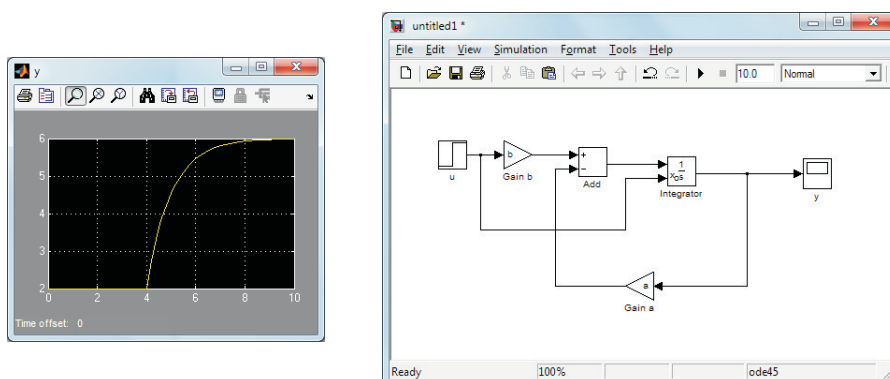 y
6
5
4
3
2
0 2 4 6 8 10
Time offset: 0
untitled1 *
File Edit View Simulation Format Tools Help
10.0 Normal
b
Gain b
u
+
−
Add
1
xo s
Integrator
y
a
Gain a
Ready 100% ode45